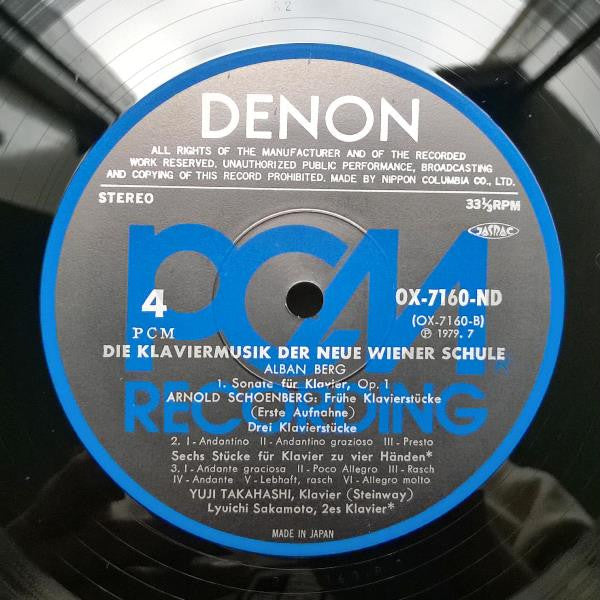 DENON
ALL RIGHTS OF THE MANUFACTURER AND OF THE RECORDED
WORK RESERVED. UNAUTHORIZED PUBLIC PERFORMANCE, BROADCASTING
AND COPYING OF THIS RECORD PROHIBITED. MADE BY NIPPON COLUMBIA CO., LTD.
STEREO
33⅓RPM
JASRAC
PCM
RECORDING
4
PCM
OX-7160-ND
(OX-7160-B)
Ⓟ 1979. 7
DIE KLAVIERMUSIK DER NEUE WIENER SCHULE
ALBAN BERG
1. Sonate für Klavier, Op. 1
ARNOLD SCHOENBERG: Frühe Klavierstücke
(Erste Aufnahme)
Drei Klavierstücke
2. I - Andantino II - Andantino grazioso III - Presto
Sechs Stücke für Klavier zu vier Händen*
3. I - Andante graciosa II - Poco Allegro III - Rasch
IV - Andante V - Lebhaft, rasch VI - Allegro molto
YUJI TAKAHASHI, Klavier (Steinway)
Lyuichi Sakamoto, 2es Klavier*
MADE IN JAPAN